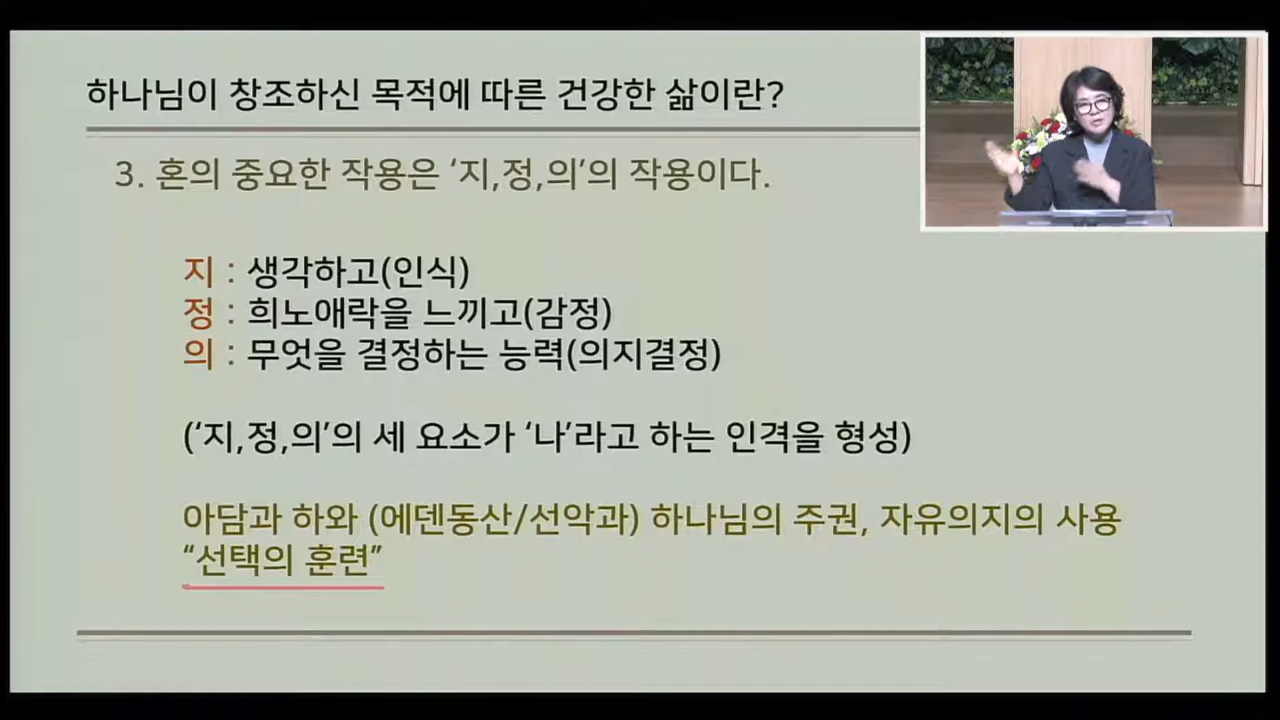 하나님이 창조하신 목적에 따른 건강한 삶이란?
3. 혼의 중요한 작용은 ‘지,정,의’의 작용이다.
지 : 생각하고(인식)
정 : 희노애락을 느끼고(감정)
의 : 무엇을 결정하는 능력(의지결정)
(‘지,정,의’의 세 요소가 ‘나’라고 하는 인격을 형성)
아담과 하와 (에덴동산/선악과) 하나님의 주권, 자유의지의 사용
“선택의 훈련”